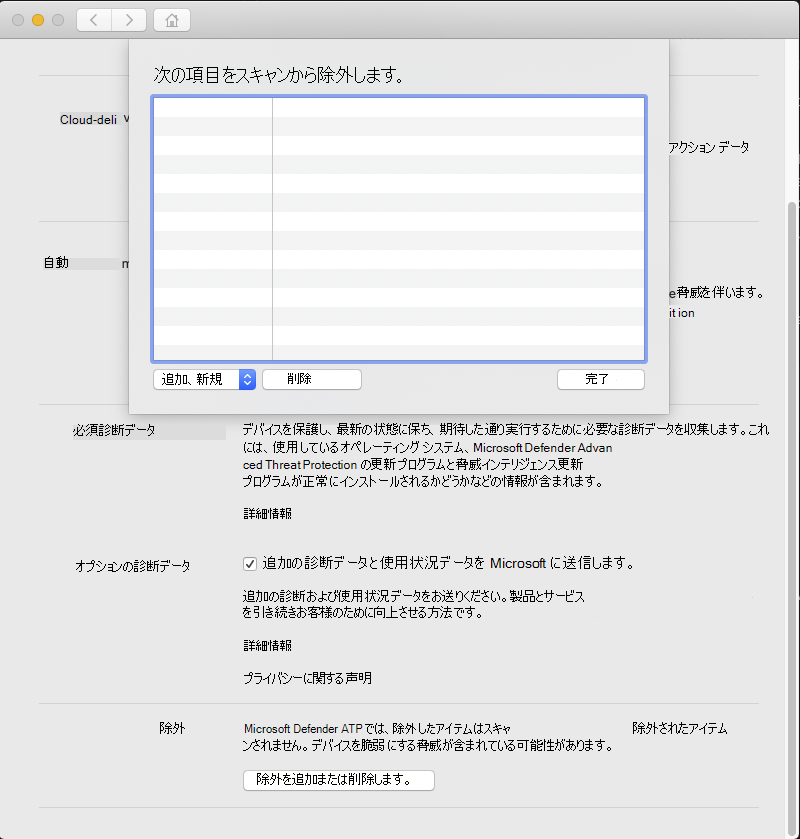 次の項目をスキャンから除外します。
Cloud-deli v
アクション データ
自動 m
e脅威を伴います。
ition
追加、新規
削除
完了
必須診断データ
デバイスを保護し、最新の状態に保ち、期待した通り実行するために必要な診断データを収集します。これ
には、使用しているオペレーティング システム、Microsoft Defender Advan
ced Threat Protection の更新プログラムと脅威インテリジェンス更新
プログラムが正常にインストールされるかどうかなどの情報が含まれます。
詳細情報
オプションの診断データ
追加の診断データと使用状況データを Microsoft に送信します。
追加の診断および使用状況データをお送りください。製品とサービス
を引き続きお客様のために向上させる方法です。
詳細情報
プライバシーに関する声明
除外
Microsoft Defender ATPでは、除外したアイテムはスキャ
ンされません。デバイスを脆弱にする脅威が含まれている可能性があります。
除外されたアイテム
除外を追加または削除します。